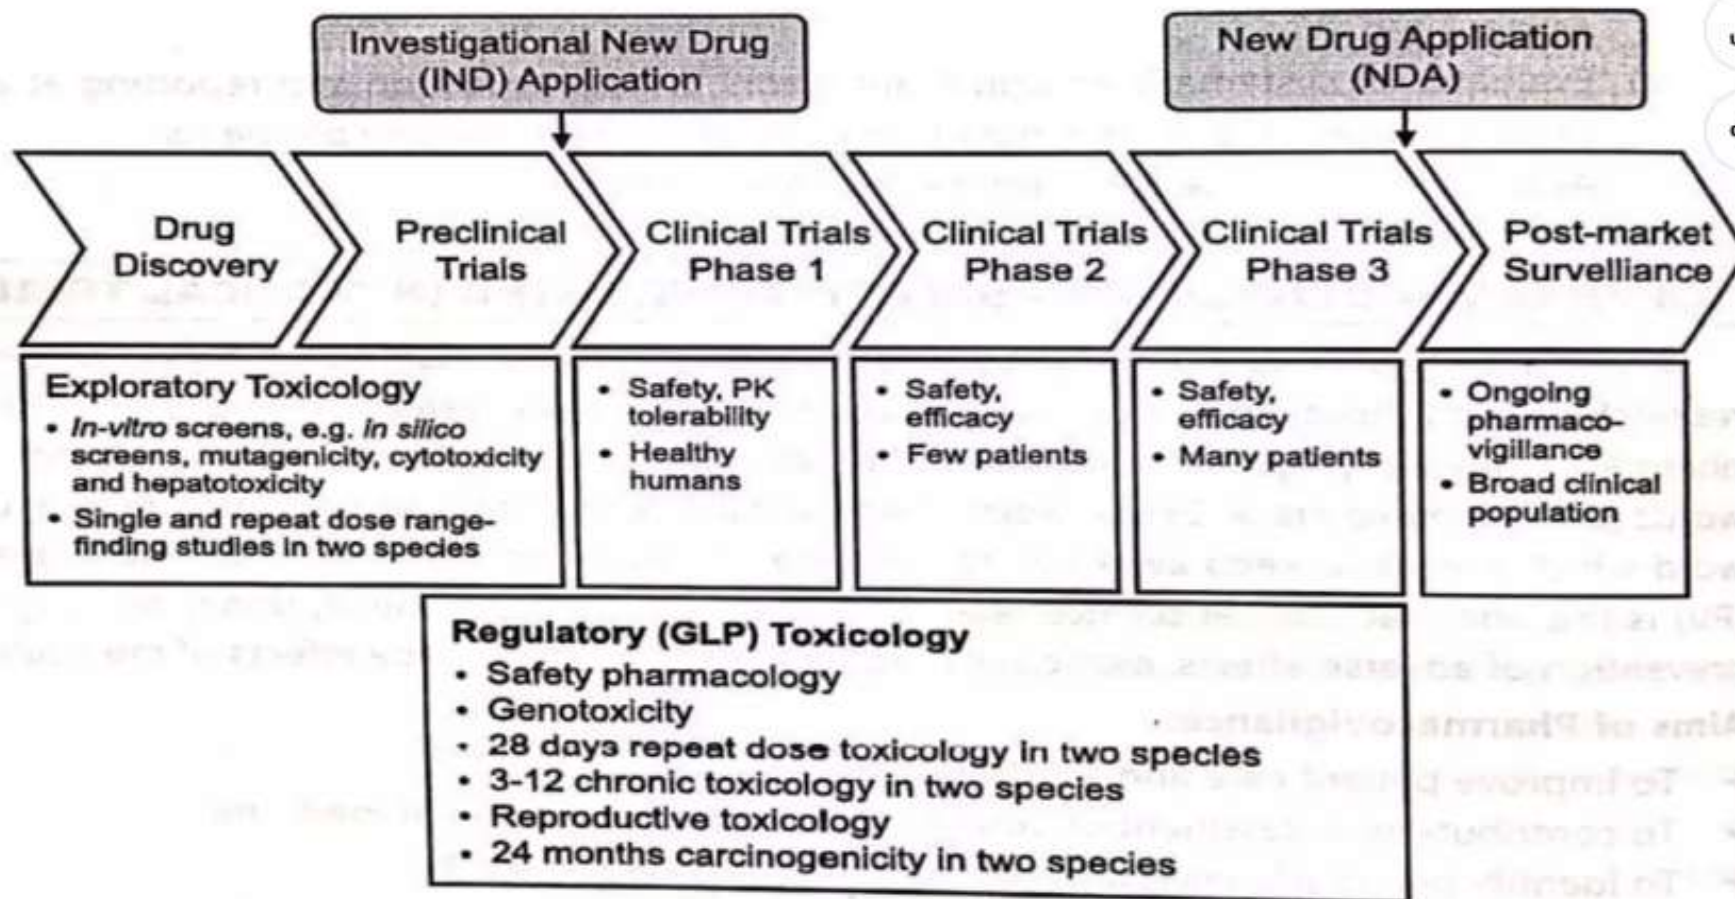 Investigational New Drug
(IND) Application
New Drug Application
(NDA)
Drug
Discovery
Preclinical
Trials
Clinical Trials
Phase 1
Clinical Trials
Phase 2
Clinical Trials
Phase 3
Post-market
Survelliance
Exploratory Toxicology
• In-vitro screens, e.g. in silico
screens, mutagenicity, cytotoxicity
and hepatotoxicity
• Single and repeat dose range-
finding studies in two species
• Safety, PK
tolerability
• Healthy
humans
• Safety,
efficacy
• Few patients
• Safety,
efficacy
• Many patients
• Ongoing
pharmaco-
vigillance
• Broad clinical
population
Regulatory (GLP) Toxicology
• Safety pharmacology
• Genotoxicity
• 28 days repeat dose toxicology in two species
• 3-12 chronic toxicology in two species
• Reproductive toxicology
• 24 months carcinogenicity in two species